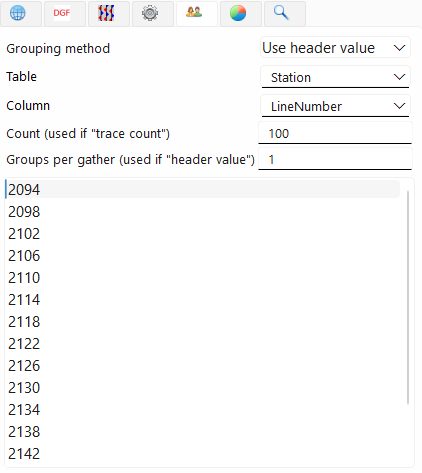 DGF
Grouping method Use header value
Table Station
Column LineNumber
Count (used if "trace count") 100
Groups per gather (used if "header value") 1
2094
2098
2102
2106
2110
2114
2118
2122
2126
2130
2134
2138
2142